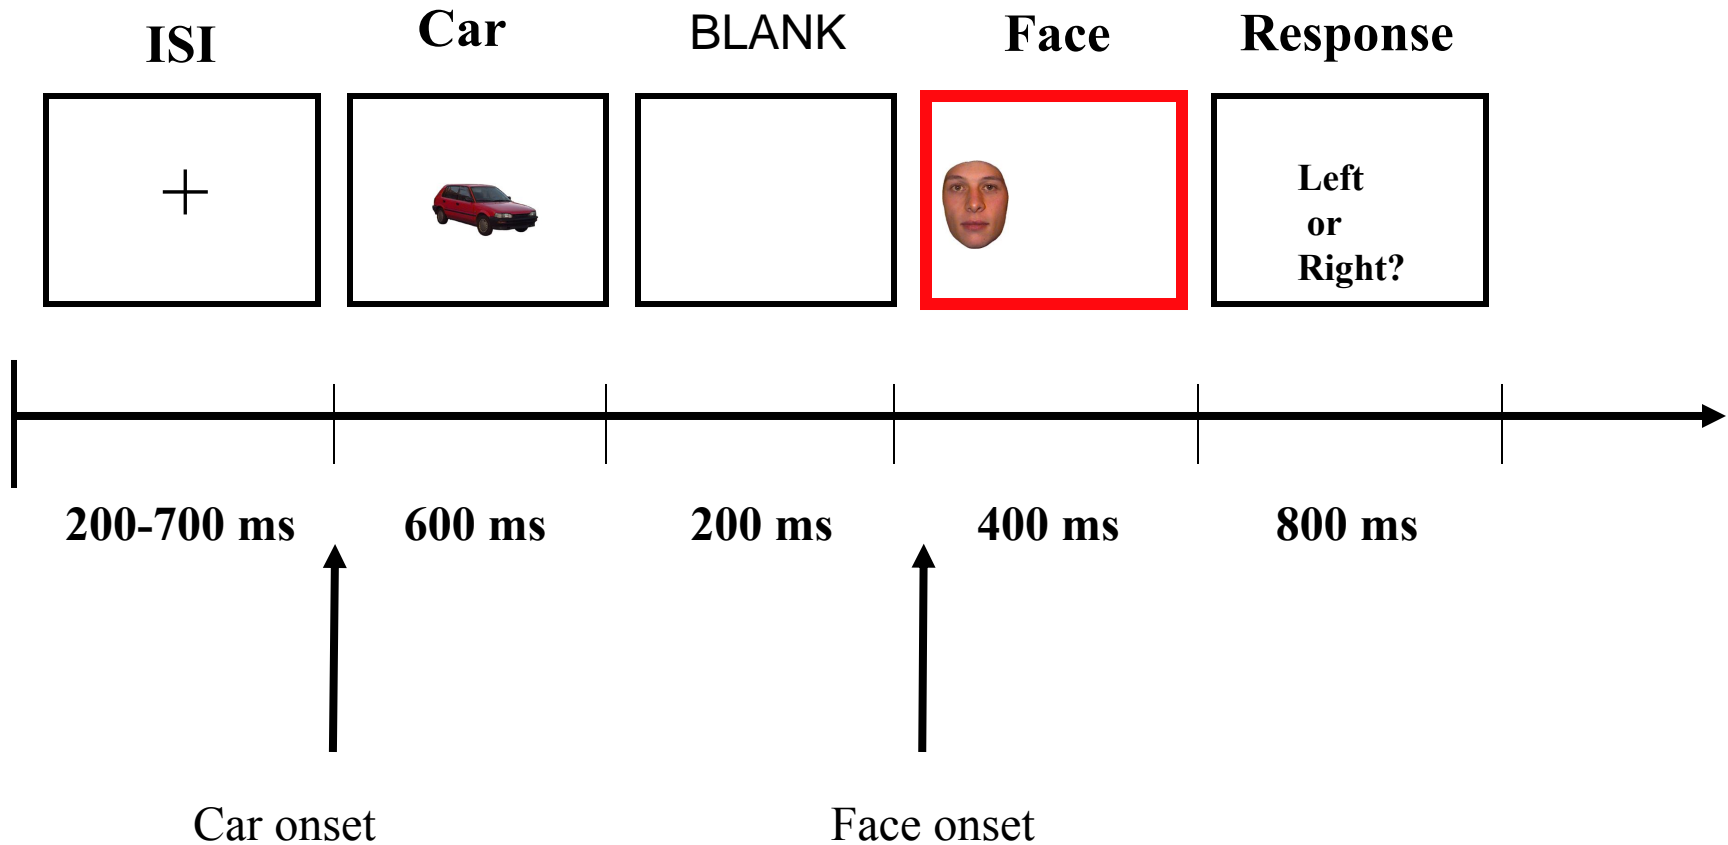 ISI
Car
BLANK
Face
Response
Left
or
Right?
200-700 ms
600 ms
200 ms
400 ms
800 ms
Car onset
Face onset